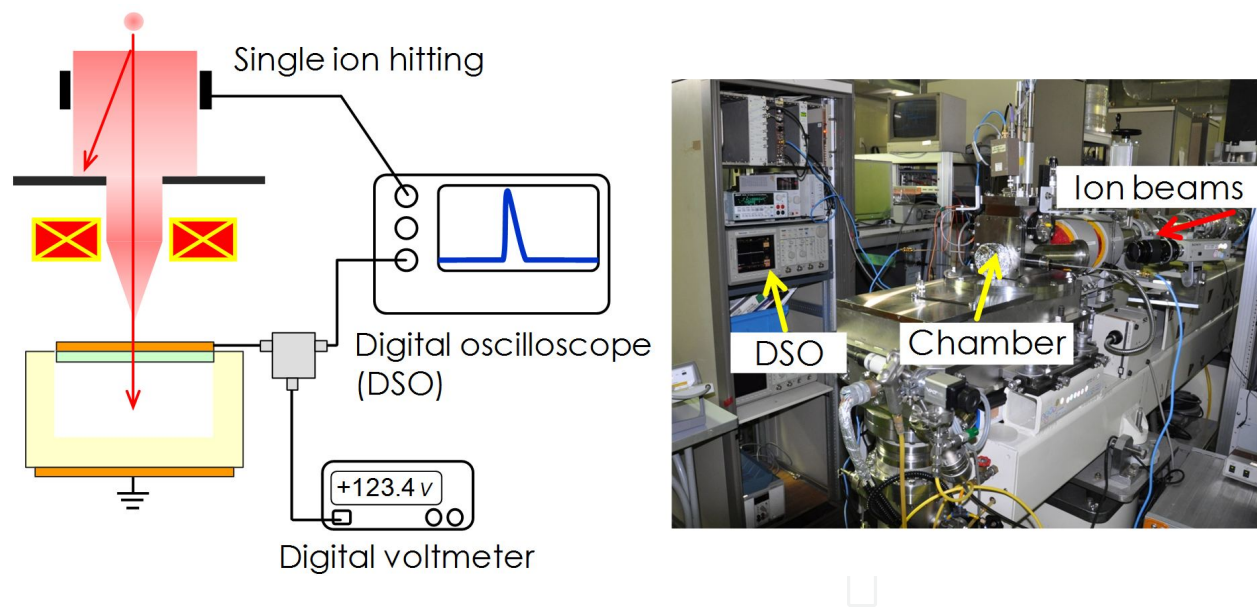 Single ion hitting
Digital oscilloscope
(DSO)
+123.4 V
Digital voltmeter
Ion beams
Chamber
DSO